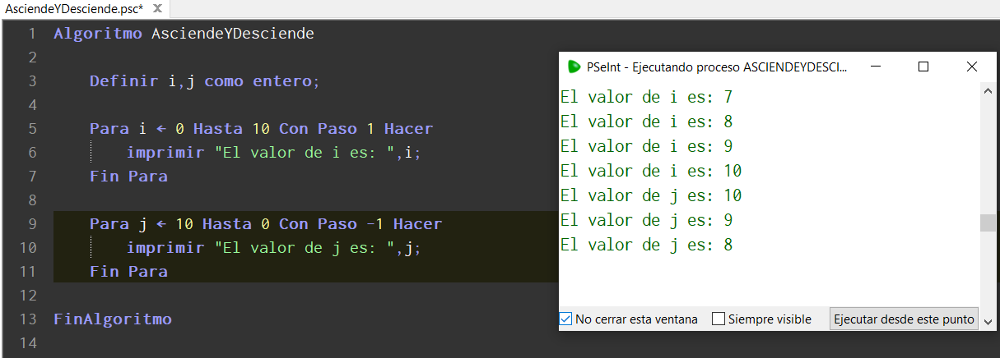 AsciendeYDesciende.psc* X
1 Algoritmo AsciendeYDesciende
2
3 Definir i,j como entero;
4
5 Para i ← 0 Hasta 10 Con Paso 1 Hacer
6 imprimir "El valor de i es: ",i;
7 Fin Para
8
9 Para j ← 10 Hasta 0 Con Paso -1 Hacer
10 imprimir "El valor de j es: ",j;
11 Fin Para
12
13 FinAlgoritmo
14
PSeInt - Ejecutando proceso ASCIENDEYDESCI...
El valor de i es: 7
El valor de i es: 8
El valor de i es: 9
El valor de i es: 10
El valor de j es: 10
El valor de j es: 9
El valor de j es: 8
No cerrar esta ventana Siempre visible Ejecutar desde este punto